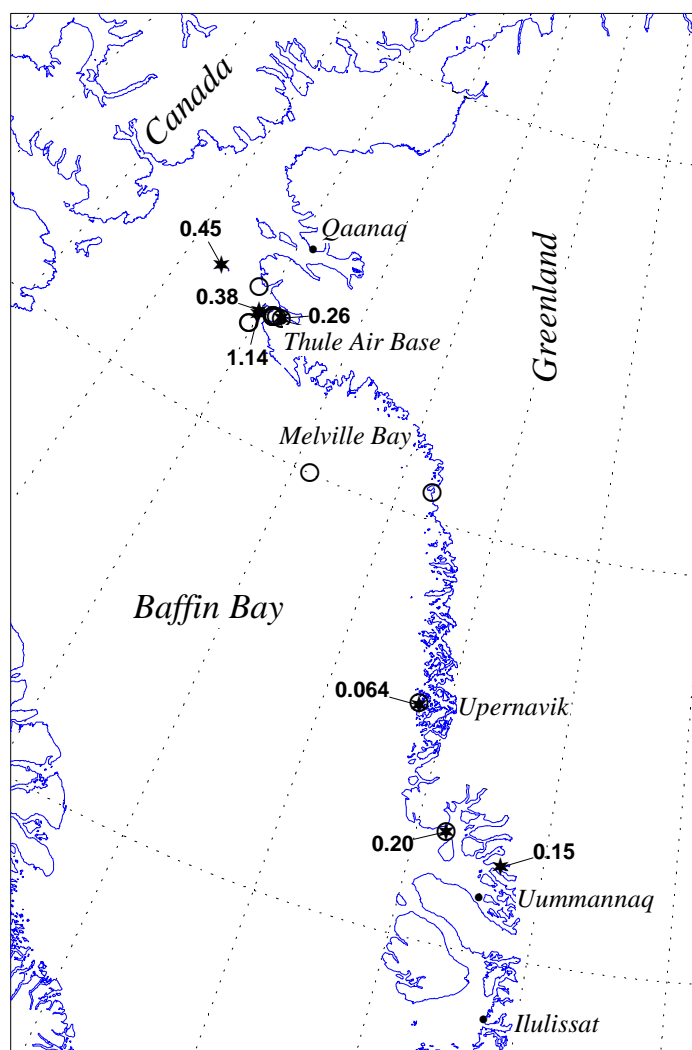 Canada
Qaanaq
0.45
Greenland
0.38
0.26
Thule Air Base
1.14
Melville Bay
Baffin Bay
0.064
Upernavik
0.20
0.15
Uummannaq
Ilulissat